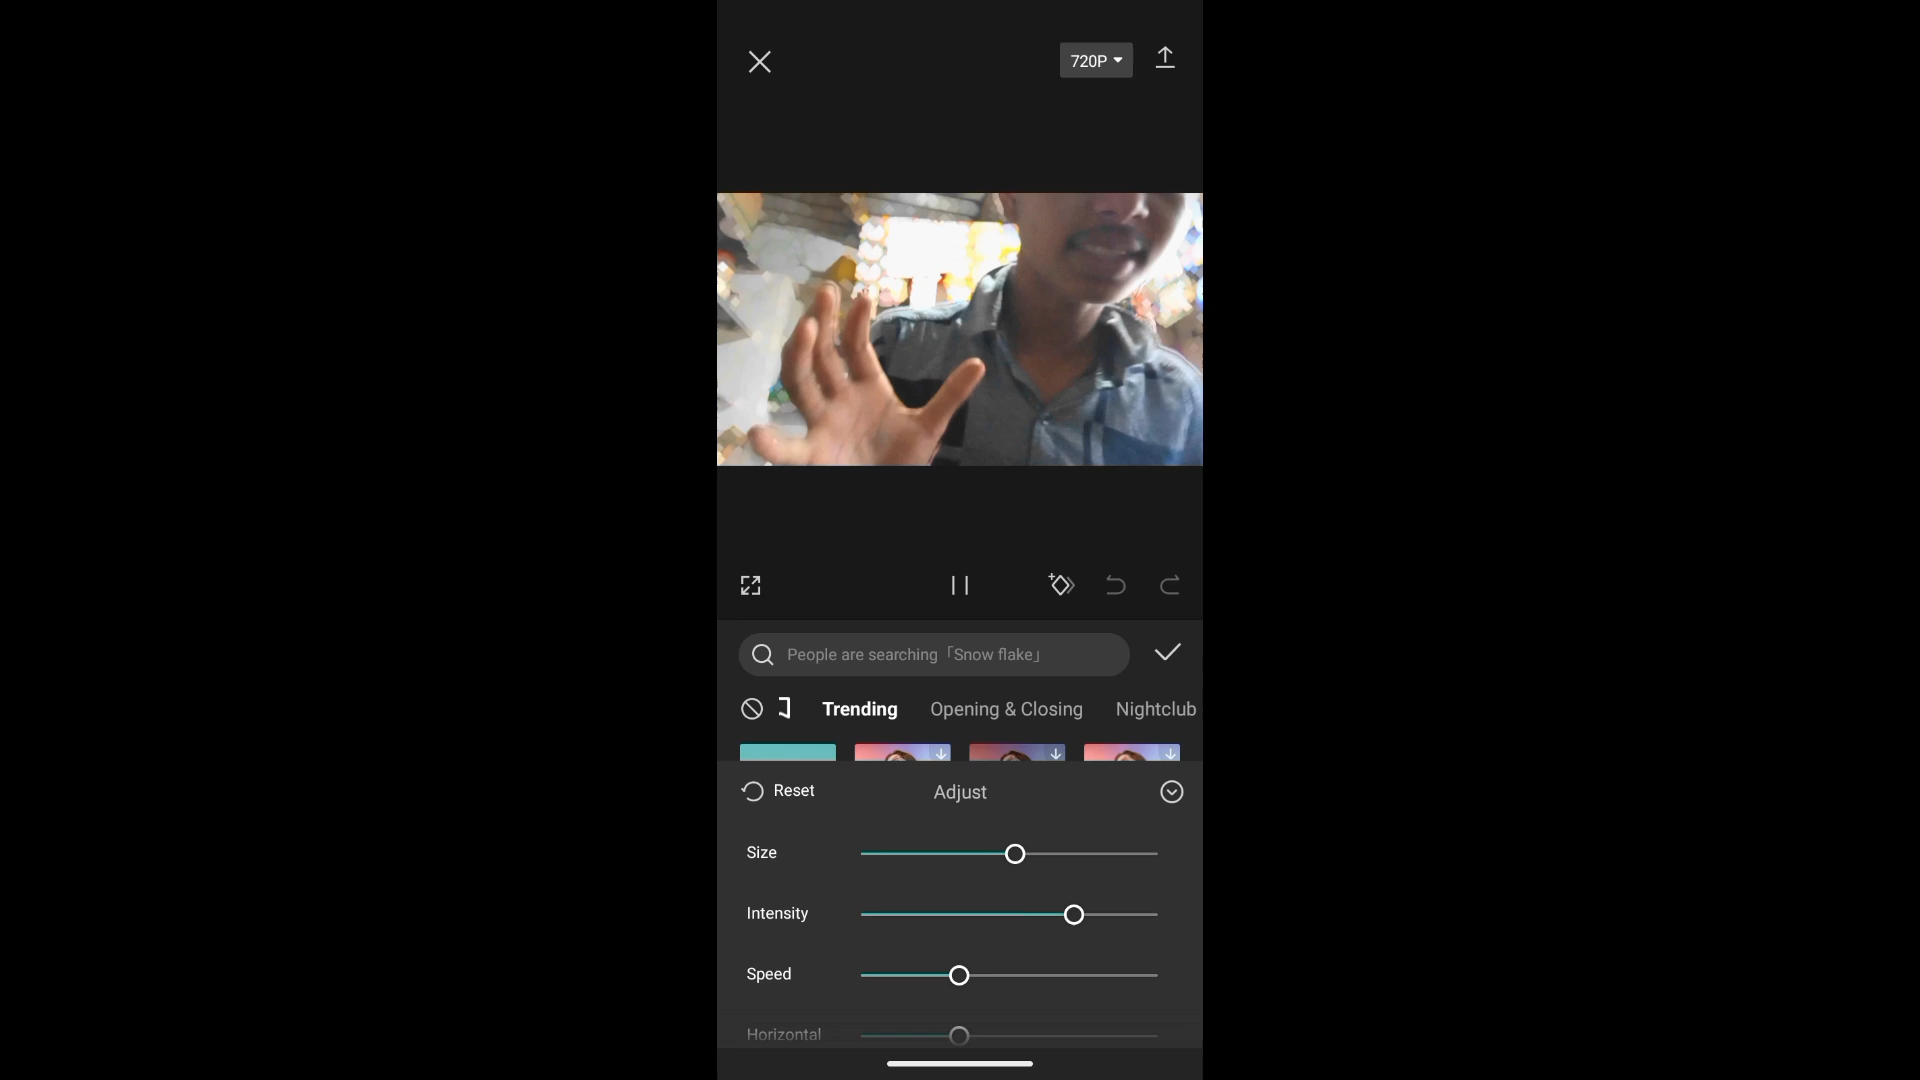 720P
People are searching「Snow flake」
Trending Opening & Closing Nightclub
Reset Adjust
Size
Intensity
Speed
Horizontal